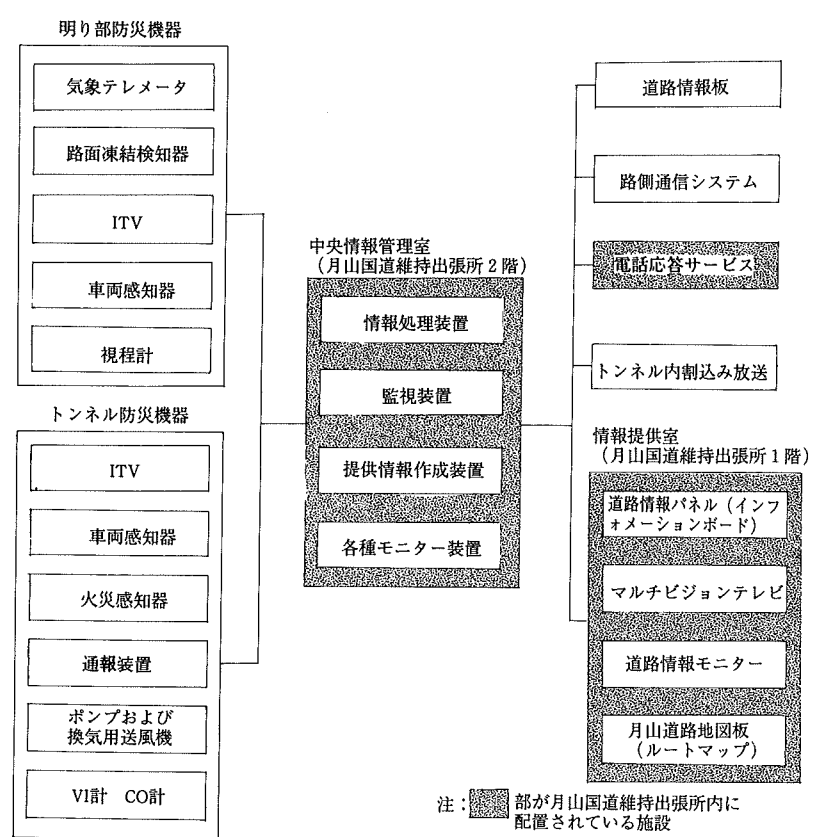 明り部防災機器
気象テレメータ
路面凍結検知器
ITV
車両感知器
視程計
トンネル防災機器
ITV
車両感知器
火災感知器
通報装置
ポンプおよび
換気用送風機
VI計 CO計
中央情報管理室
（月山国道維持出張所2階）
情報処理装置
監視装置
提供情報作成装置
各種モニター装置
道路情報板
路側通信システム
電話応答サービス
トンネル内割込み放送
情報提供室
（月山国道維持出張所1階）
道路情報パネル（インフ
ォメーションボード）
マルチビジョンテレビ
道路情報モニター
月山道路地図板
（ルートマップ）
注： 部が月山国道維持出張所内に
配置されている施設